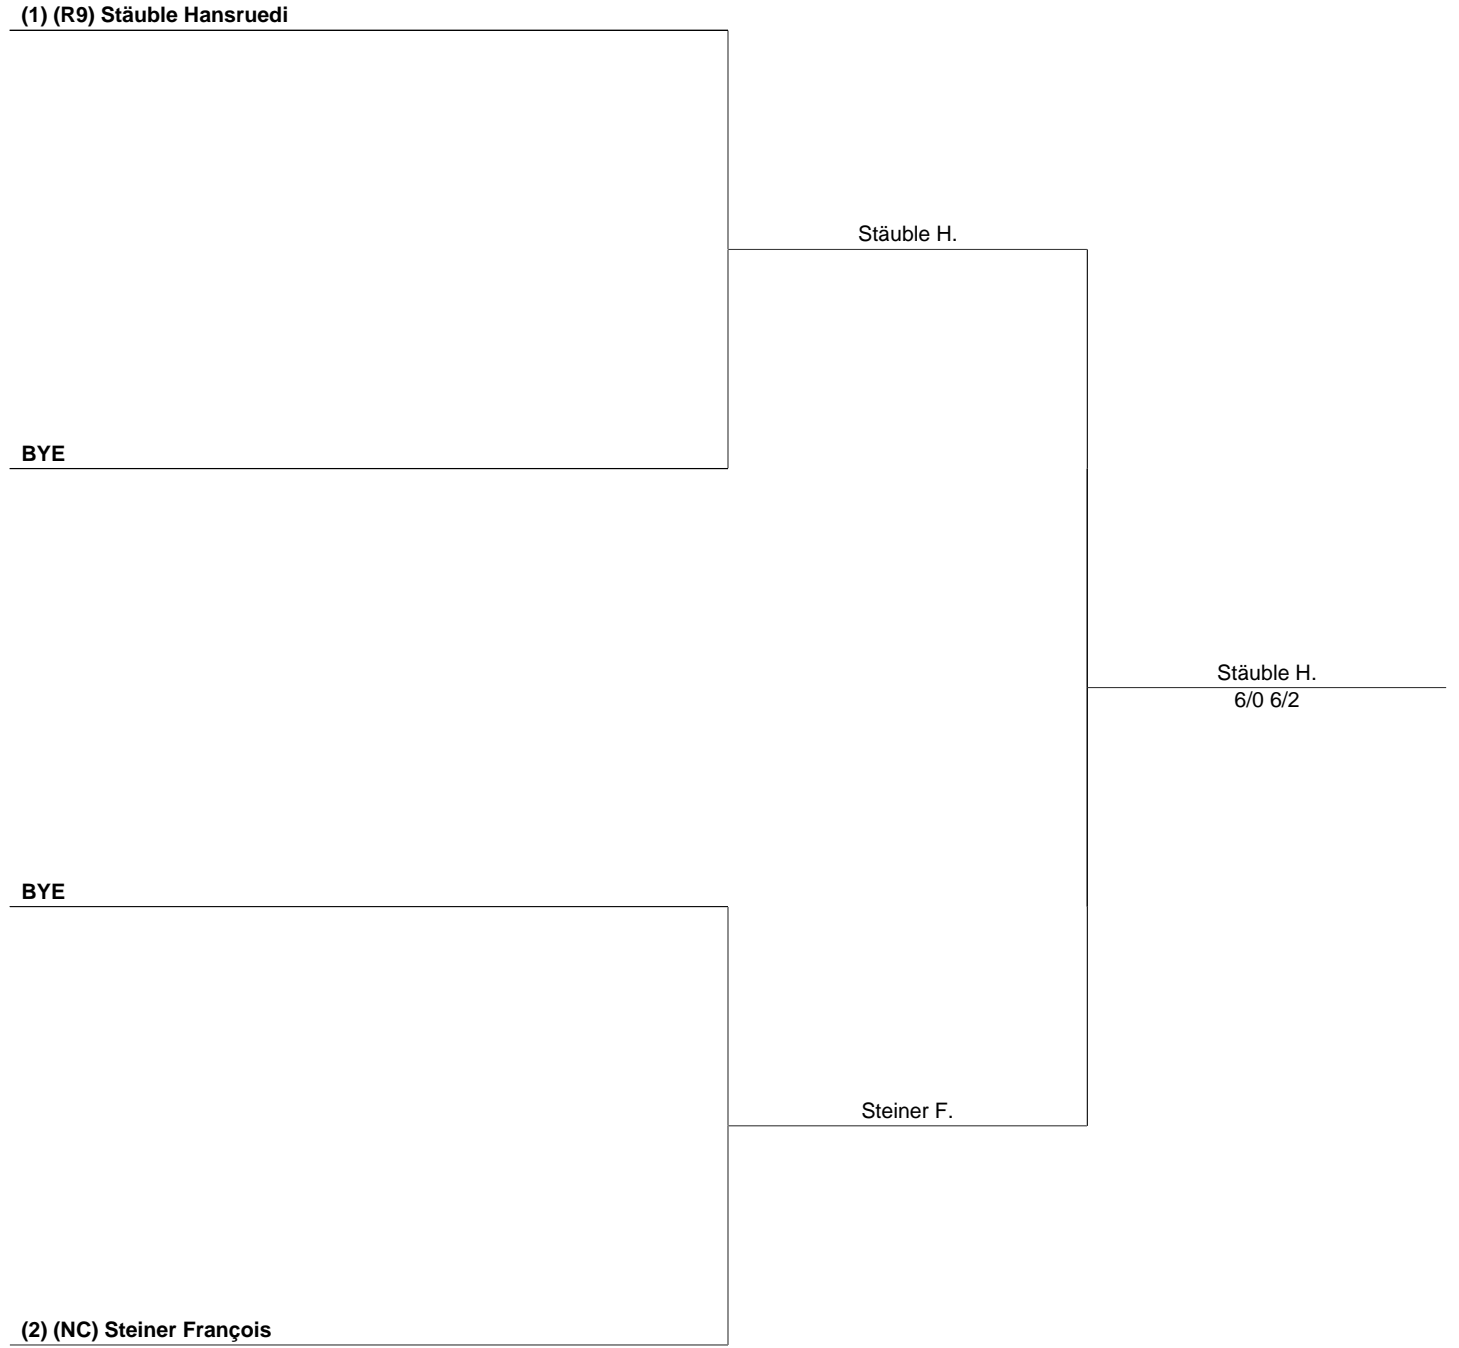 (1) (R9) Stäuble Hansruedi
Stäuble H.
BYE
Stäuble H.
6/0 6/2
BYE
Steiner F.
(2) (NC) Steiner François